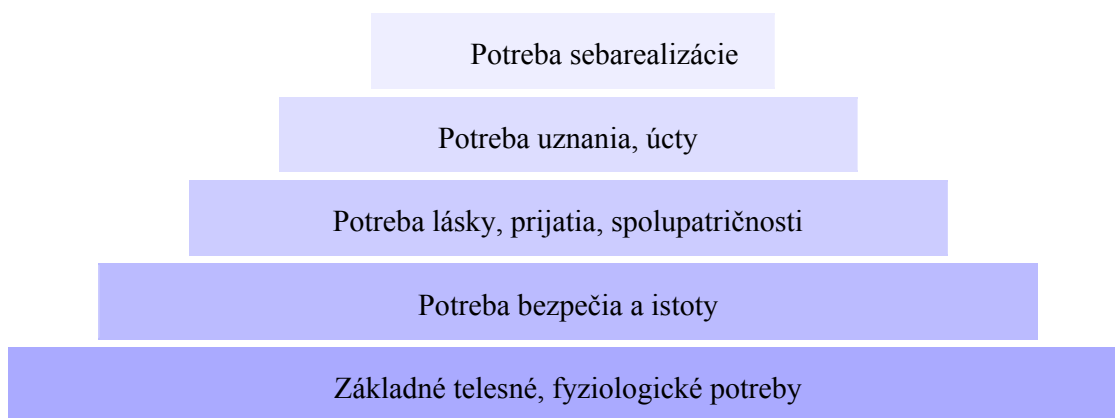 Potreba sebarealizácie
Potreba uznania, úcty
Potreba lásky, prijatia, spolupatričnosti
Potreba bezpečia a istoty
Základné telesné, fyziologické potreby